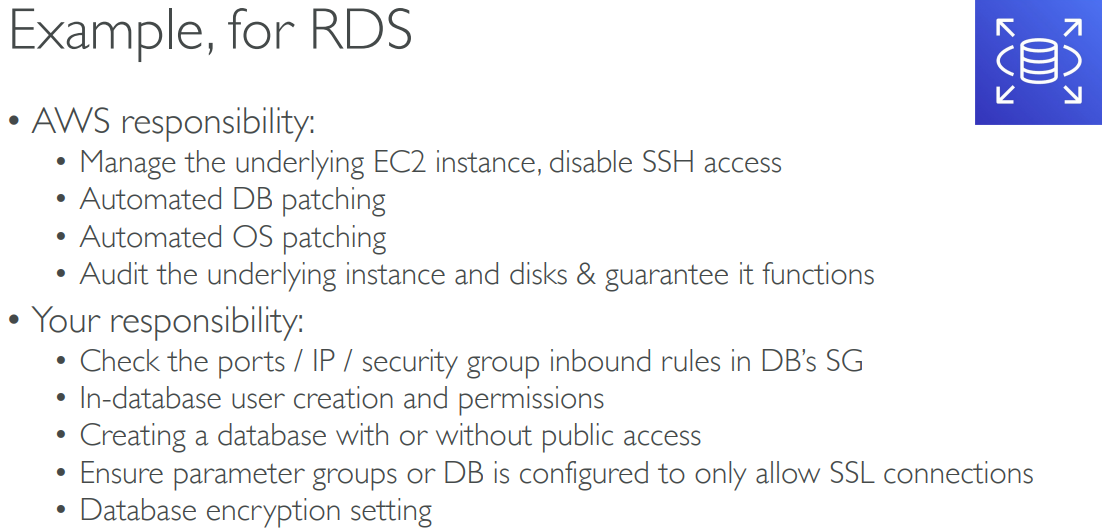 Example, for RDS
• AWS responsibility:
• Manage the underlying EC2 instance, disable SSH access
• Automated DB patching
• Automated OS patching
• Audit the underlying instance and disks & guarantee it functions
• Your responsibility:
• Check the ports / IP / security group inbound rules in DB’s SG
• In-database user creation and permissions
• Creating a database with or without public access
• Ensure parameter groups or DB is configured to only allow SSL connections
• Database encryption setting